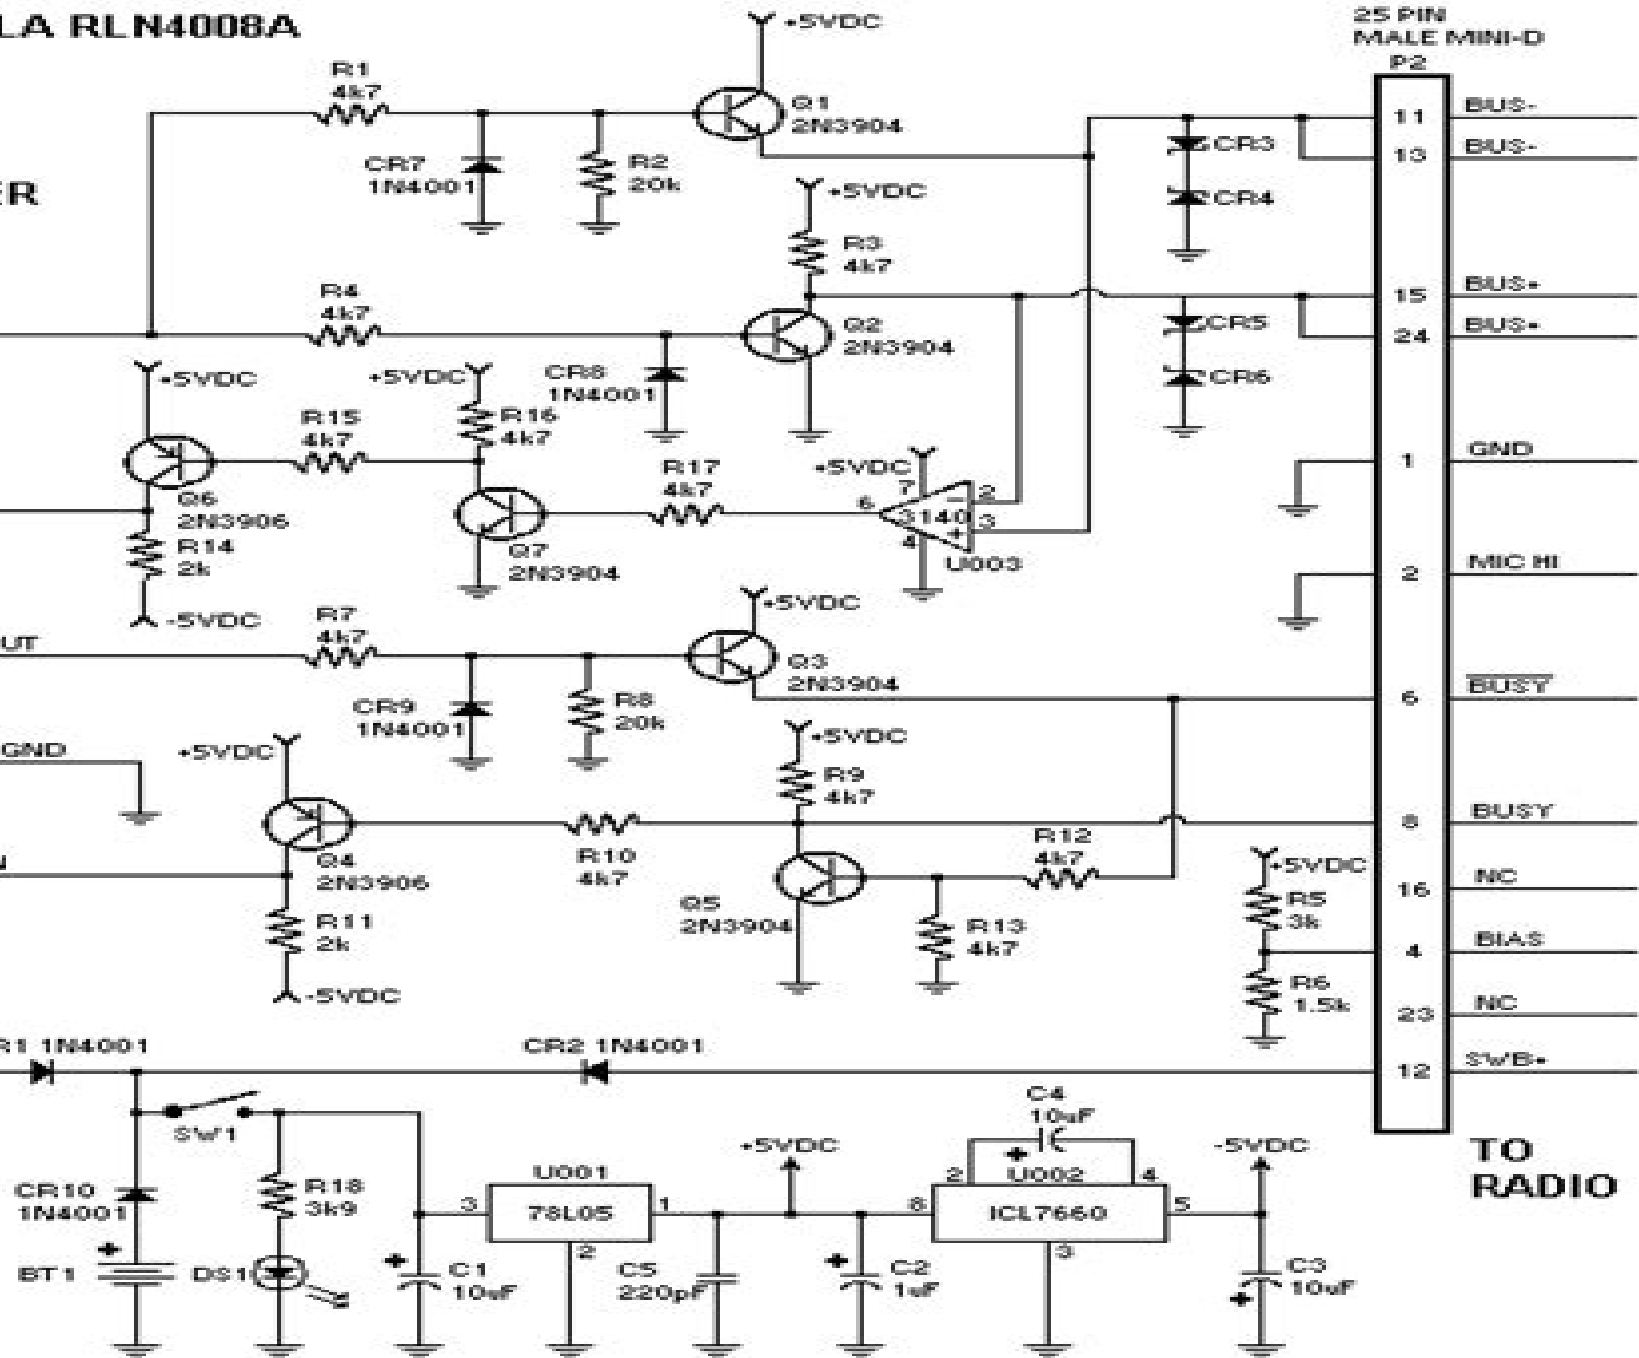 LA RLN4008A
25 PIN
MALE MINI-D
P2
+5VDC
R1
4k7
Q1
2N3904
11
BUS-
CR3
13
BUS-
CR7
1N4001
R2
20k
ER
+5VDC
CR4
R3
4k7
R4
4k7
15
BUS+
Q2
2N3904
CR5
24
BUS+
+5VDC
+5VDC
CR8
1N4001
CR6
R15
4k7
R16
4k7
1
GND
R17
4k7
+5VDC
7
2
6
3140
-
+
3
4
U003
Q6
2N3906
R14
2k
Q7
2N3904
2
MIC HI
-5VDC
+5VDC
UT
R7
4k7
Q3
2N3904
6
BUSY
CR9
1N4001
R8
20k
+5VDC
GND
+5VDC
R9
4k7
8
BUSY
N
Q4
2N3906
R10
4k7
R12
4k7
+5VDC
16
NC
R5
3k
Q5
2N3904
R11
2k
R13
4k7
4
BIAS
-5VDC
R6
1.5k
23
NC
R1 1N4001
CR2 1N4001
12
SWB+
SW1
C4
10uF
+
+5VDC
-5VDC
TO
RADIO
CR10
1N4001
R18
3k9
U001
3
78L05
1
2
2
U002
4
8
ICL7660
5
3
+
BT1
DS1
+
C1
10uF
C5
220pF
+
C2
1uF
C3
10uF
+